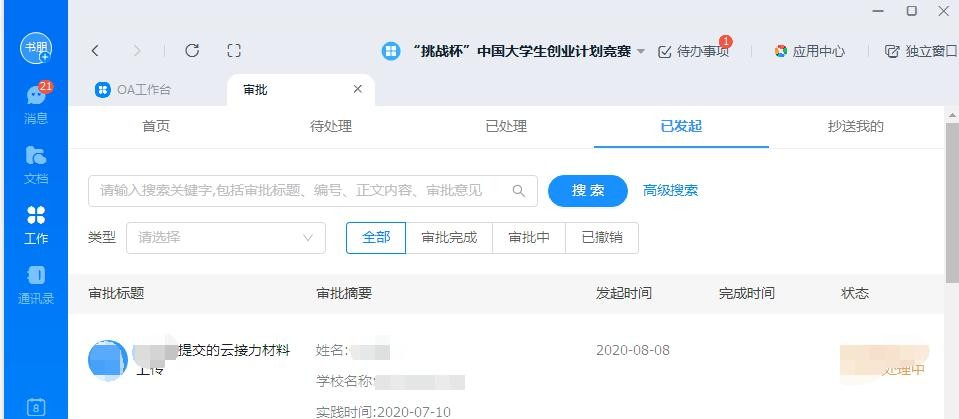 书朋
21
消息
文档
工作
通讯录
8
“挑战杯”中国大学生创业计划竞赛
待办事项
1
应用中心
独立窗口
OA工作台
审批
首页
待处理
已处理
已发起
抄送我的
请输入搜索关键字,包括审批标题、编号、正文内容、审批意见
搜 索
高级搜索
类型
请选择
全部
审批完成
审批中
已撤销
审批标题
审批摘要
发起时间
完成时间
状态
提交的云接力材料
上传
姓名:
2020-08-08
处理中
学校名称:
实践时间:2020-07-10